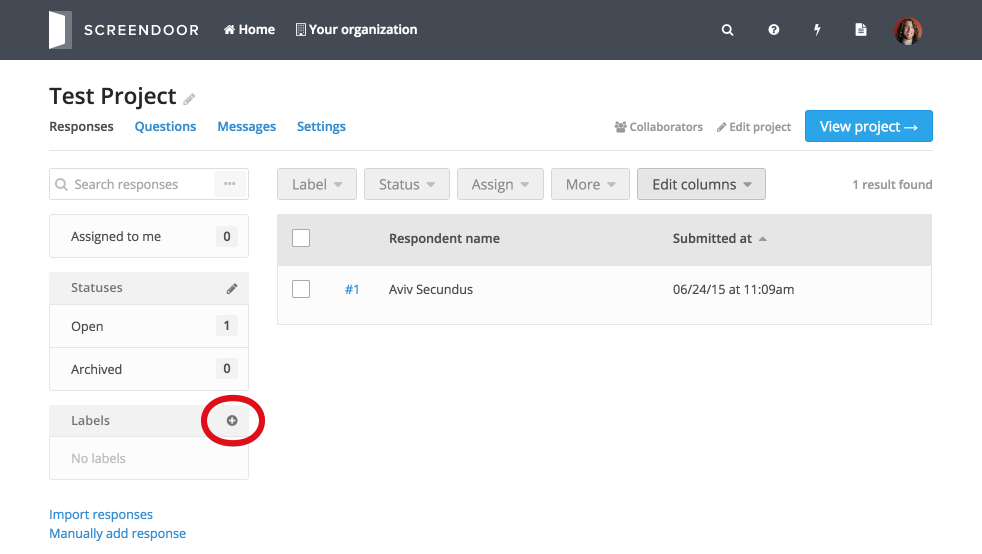 SCREENDOOR Home Your organization
Test Project
Responses Questions Messages Settings Collaborators Edit project View project →
Search responses ... Label Status Assign More Edit columns 1 result found
Assigned to me 0
Respondent name Submitted at
Statuses
#1 Aviv Secundus 06/24/15 at 11:09am
Open 1
Archived 0
Labels
No labels
Import responses
Manually add response